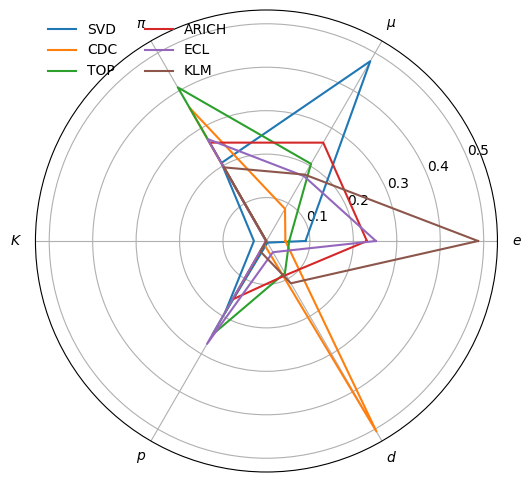 π μ
SVD ARICH
CDC ECL
TOP KLM
0.5
0.4
0.3
0.2
0.1
K e
p d